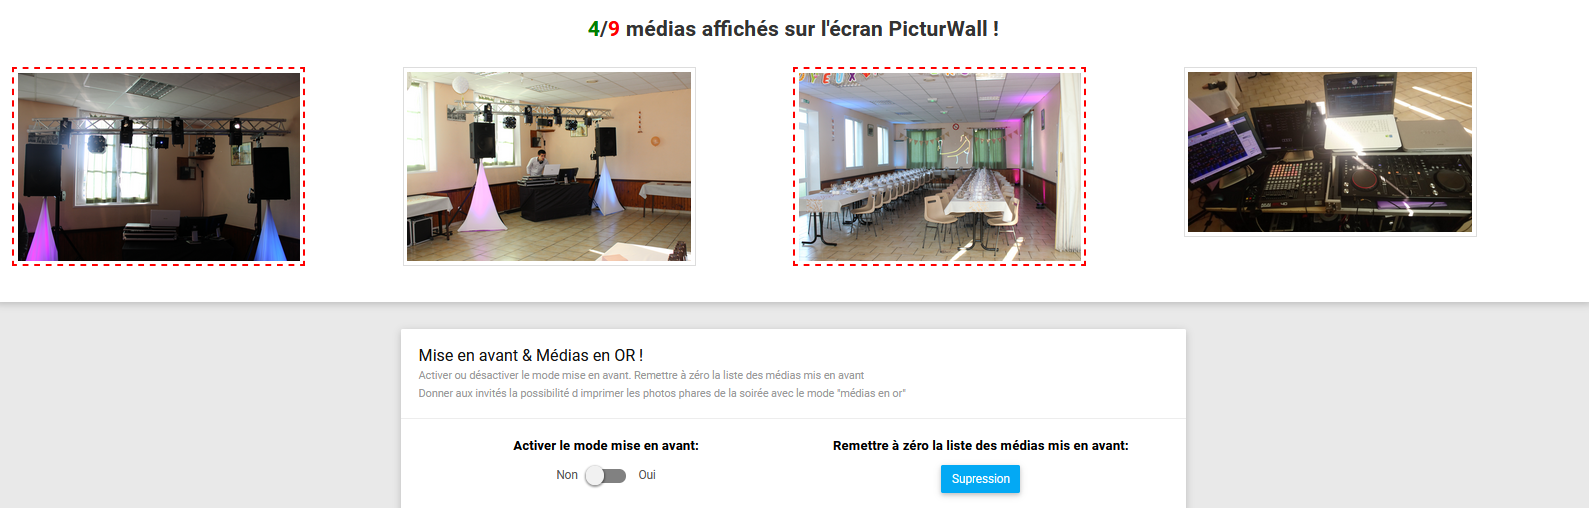 4/9 médias affichés sur l'écran PicturWall !
Mise en avant & Médias en OR !
Activer ou désactiver le mode mise en avant. Remettre à zéro la liste des médias mis en avant
Donner aux invités la possibilité d imprimer les photos phares de la soirée avec le mode "médias en or"
Activer le mode mise en avant:
Non Oui
Remettre à zéro la liste des médias mis en avant:
Supression